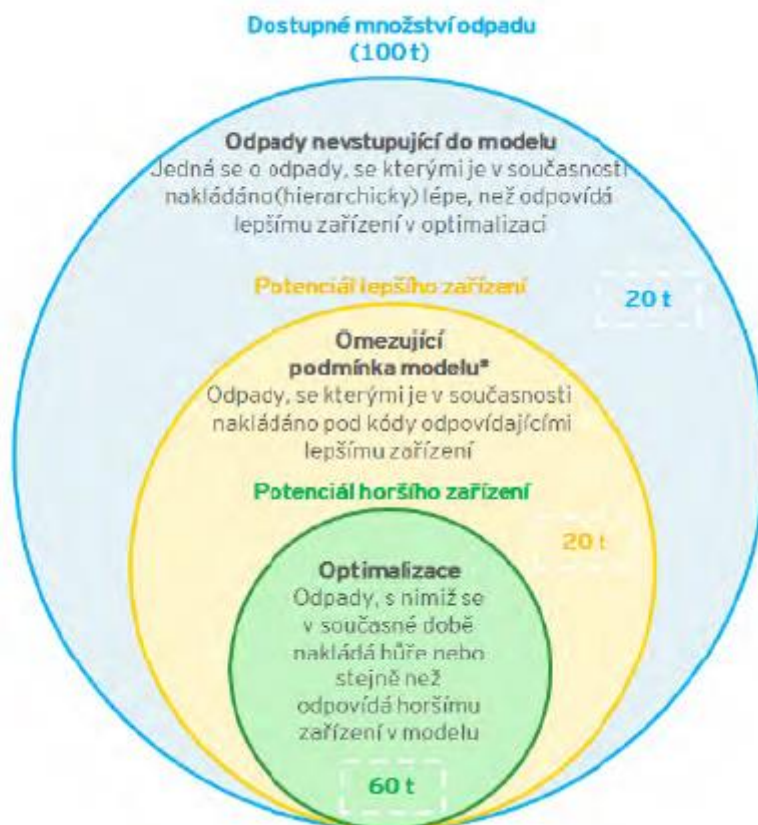 Dostupné množství odpadu
(100 t)
Odpady nevstupující do modelu
Jedná se o odpady, se kterými je v současnosti
nakládáno (hierarchicky) lépe, než odpovídá
lepšímu zařízení v optimalizaci
Potenciál lepšího zařízení
20 t
Omezující
podmínka modelu*
Odpady, se kterými je v současnosti
nakládáno pod kódy odpovídajícími
lepšímu zařízení
Potenciál horšího zařízení
20 t
Optimalizace
Odpady, s nimiž se
v současné době
nakládá hůře nebo
stejně než
odpovídá horšímu
zařízení v modelu
60 t